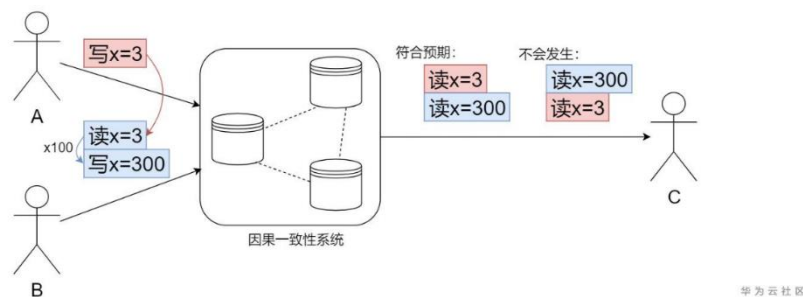 写x=3
A
x100
读x=3
写x=300
B
因果一致性系统
符合预期：
读x=3
读x=300
不会发生：
读x=300
读x=3
C
华为云社区